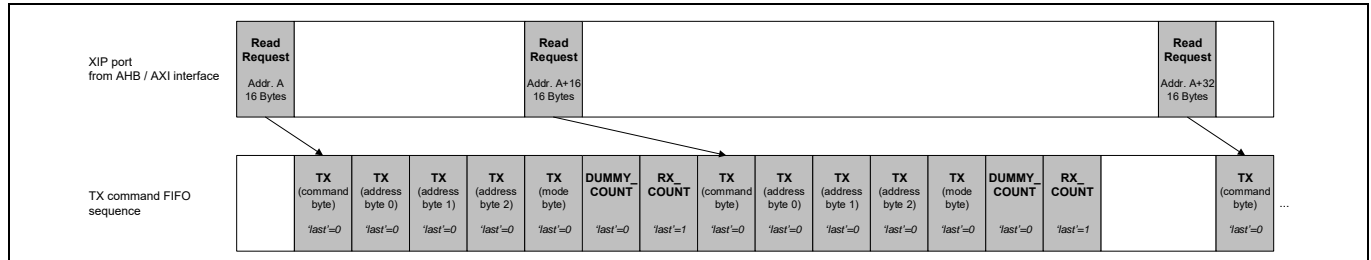 XIP port
from AHB / AXI interface
Read
Request
Addr. A
16 Bytes
Read
Request
Addr. A+16
16 Bytes
Read
Request
Addr. A+32
16 Bytes
TX command FIFO
sequence
TX
(command
byte)
'last'=0
TX
(address
byte 0)
'last'=0
TX
(address
byte 1)
'last'=0
TX
(address
byte 2)
'last'=0
TX
(mode
byte)
'last'=0
DUMMY_
COUNT
'last'=0
RX_
COUNT
'last'=1
TX
(command
byte)
'last'=0
TX
(address
byte 0)
'last'=0
TX
(address
byte 1)
'last'=0
TX
(address
byte 2)
'last'=0
TX
(mode
byte)
'last'=0
DUMMY_
COUNT
'last'=0
RX_
COUNT
'last'=1
TX
(command
byte)
'last'=0
...